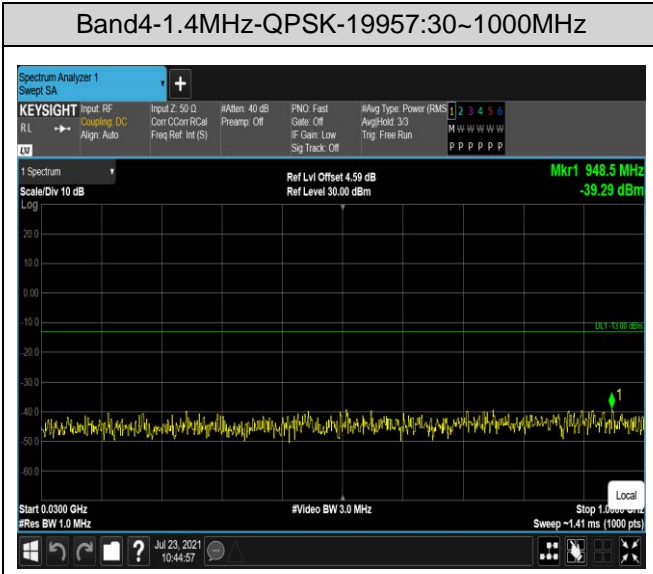 Band4-1.4MHz-QPSK-19957:30~1000MHz
Spectrum Analyzer 1
Swept SA
+
KEYSIGHT Input: RF Input Z: 50 Ω #Atten: 40 dB PNO: Fast #Avg Type: Power (RMS 1 2 3 4 5 6
RL Coupling: DC Corr CCorr RCal Preamp: Off Gate: Off Avg|Hold: 3/3 M W W W W W
Align: Auto Freq Ref: Int (S) IF Gain: Low Trig: Free Run
LXI Sig Track: Off P P P P P P
1 Spectrum Ref Lvl Offset 4.59 dB Mkr1 948.5 MHz
Scale/Div 10 dB Ref Level 30.00 dBm -39.29 dBm
Log
20.0
10.0
0.00
-10.0
DL1 -13.00 dBm
-20.0
-30.0
1
-40.0
-50.0
-60.0
Local
Start 0.0300 GHz #Video BW 3.0 MHz Stop 1.0000 GHz
#Res BW 1.0 MHz Sweep ~1.41 ms (1000 pts)
? Jul 23, 2021
10:44:57